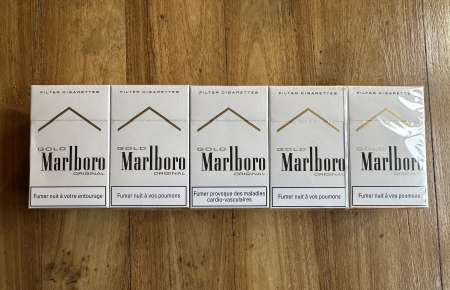 FILTER CIGARETTES
GOLD
Marlboro
ORIGINAL
Fumer nuit à votre entourage
FILTER CIGARETTES
GOLD
Marlboro
ORIGINAL
Fumer nuit à vos poumons
FILTER CIGARETTES
GOLD
Marlboro
ORIGINAL
Fumer provoque des maladies
cardio-vasculaires
FILTER CIGARETTES
GOLD
Marlboro
ORIGINAL
Fumer nuit à vos poumons
FILTER CIGARETTES
GOLD
Marlboro
ORIGINAL
Fumer nuit à vos poumons